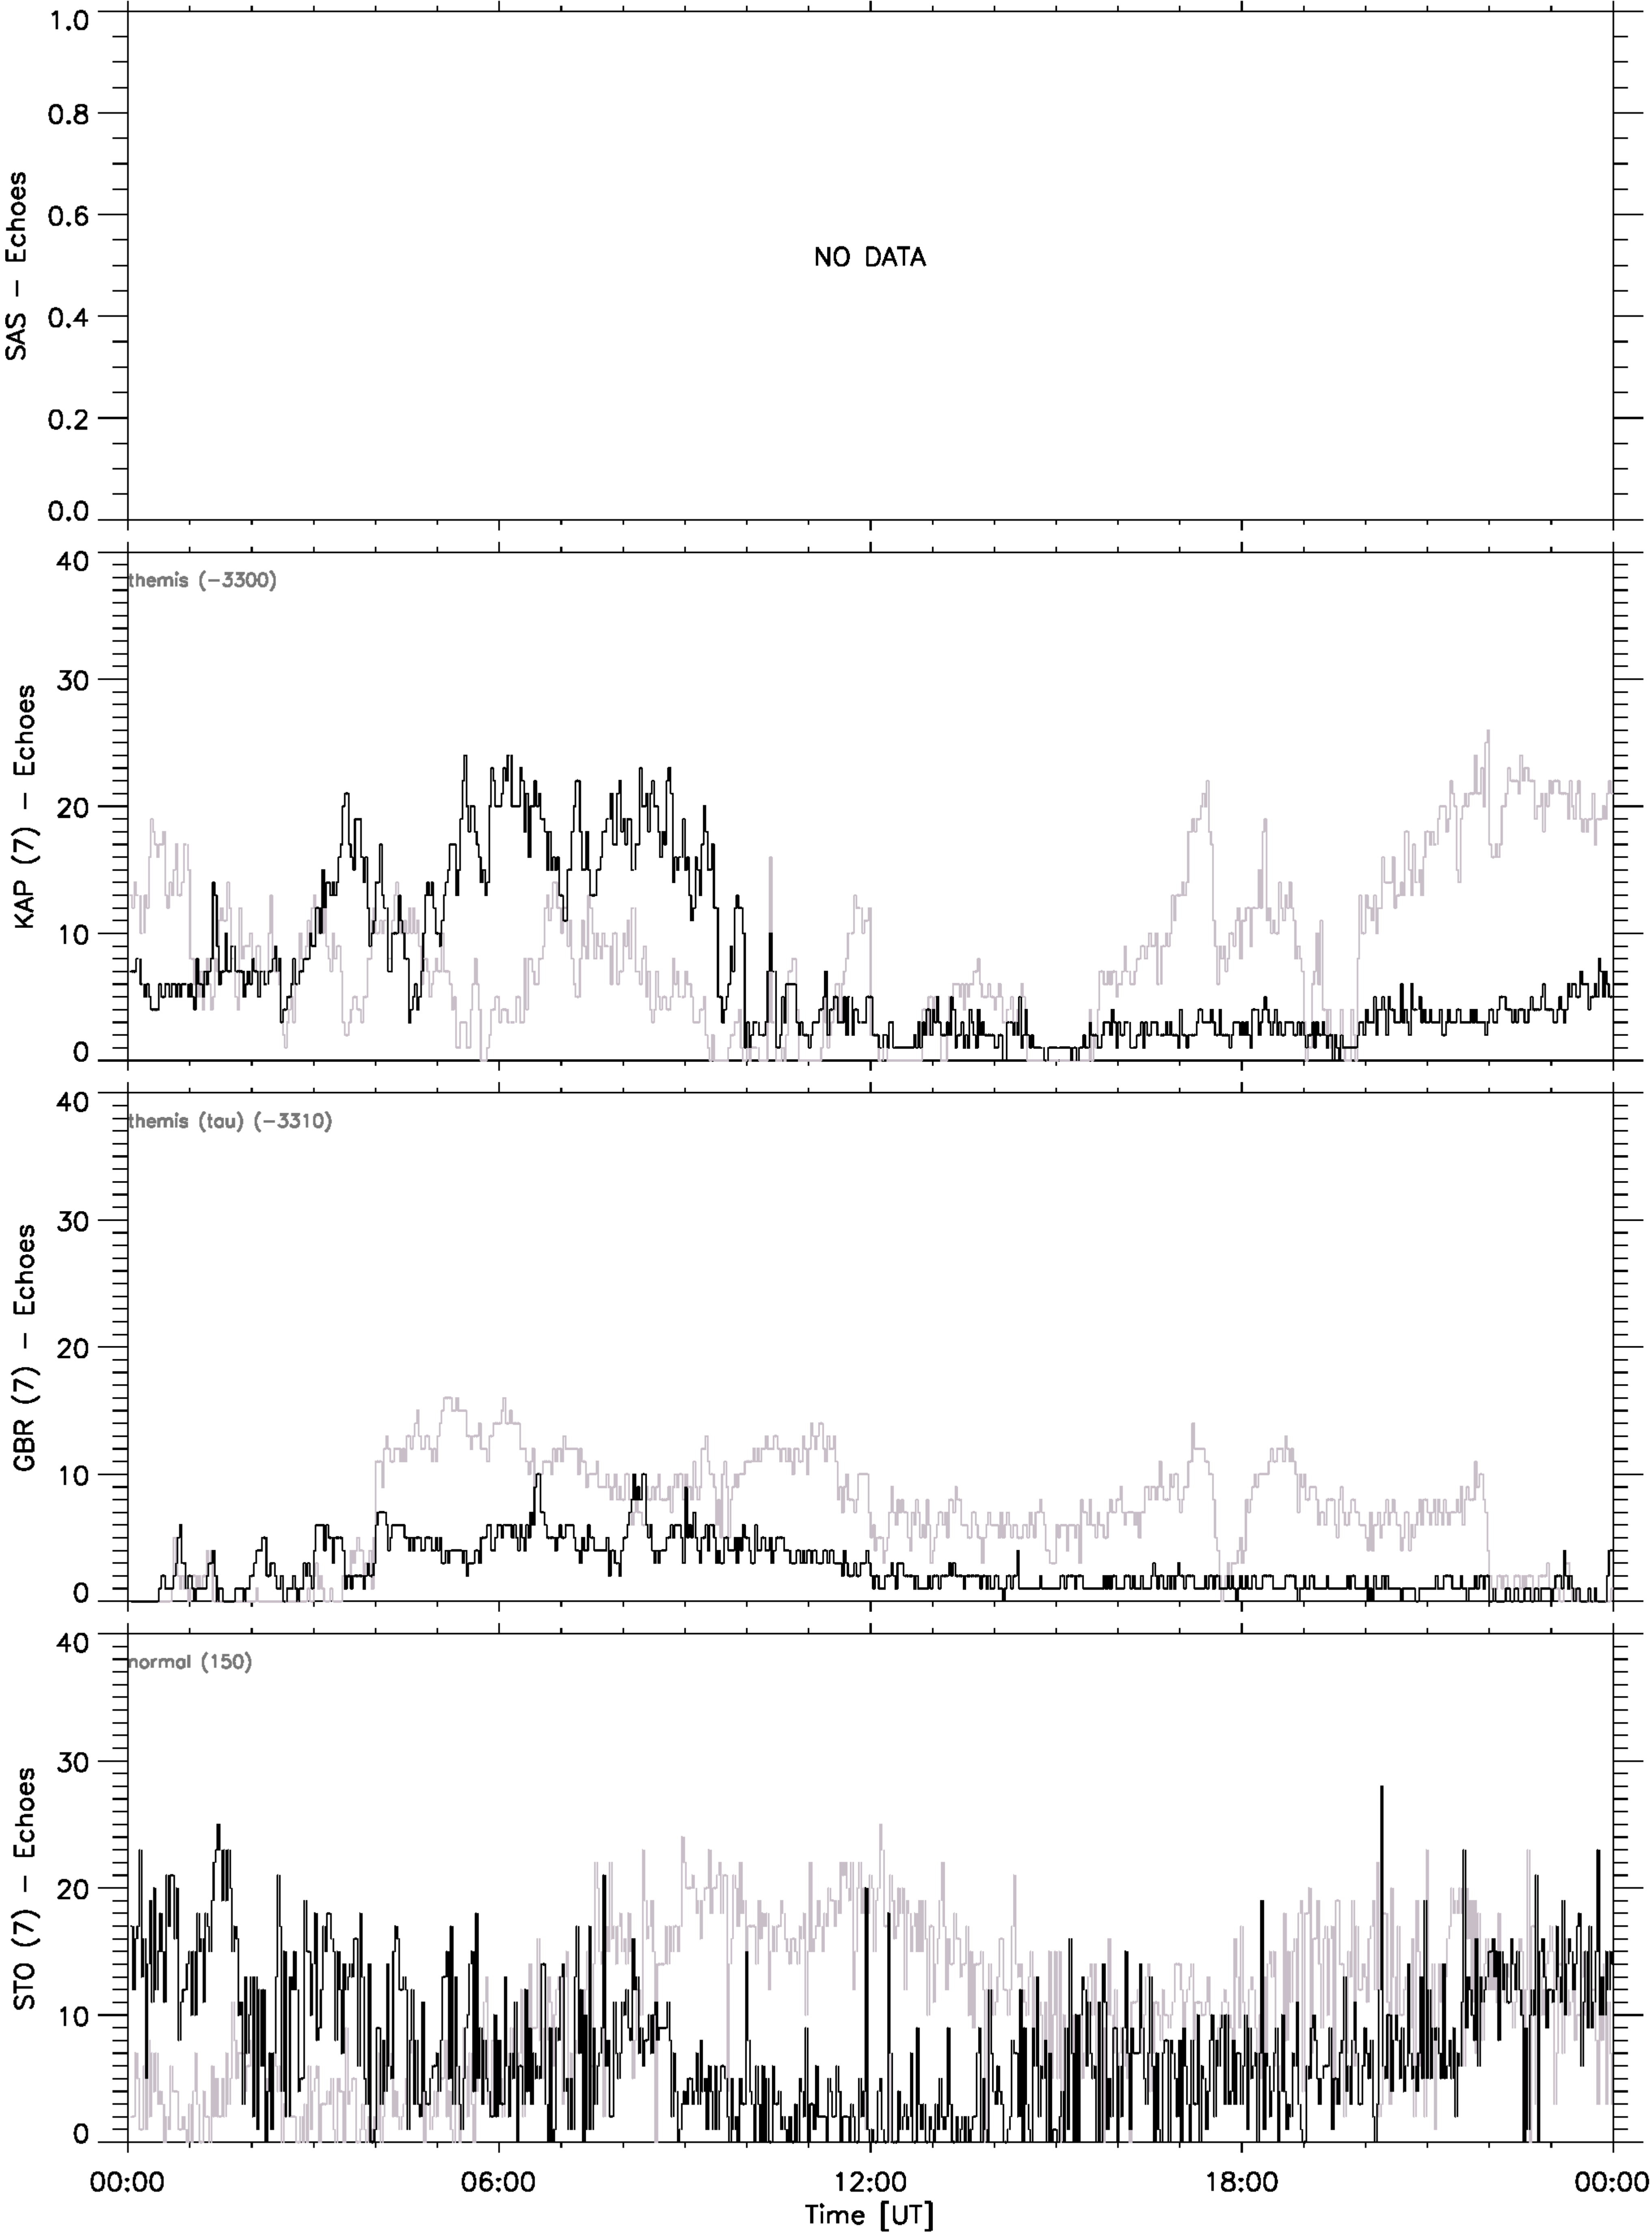 SAS - Echoes
1.0
0.8
0.6
0.4
0.2
0.0
NO DATA
KAP (7) - Echoes
40
30
20
10
0
themis (-3300)
GBR (7) - Echoes
40
30
20
10
0
themis (tau) (-3310)
STO (7) - Echoes
40
30
20
10
0
normal (150)
00:00 06:00 12:00 18:00 00:00
Time [UT]